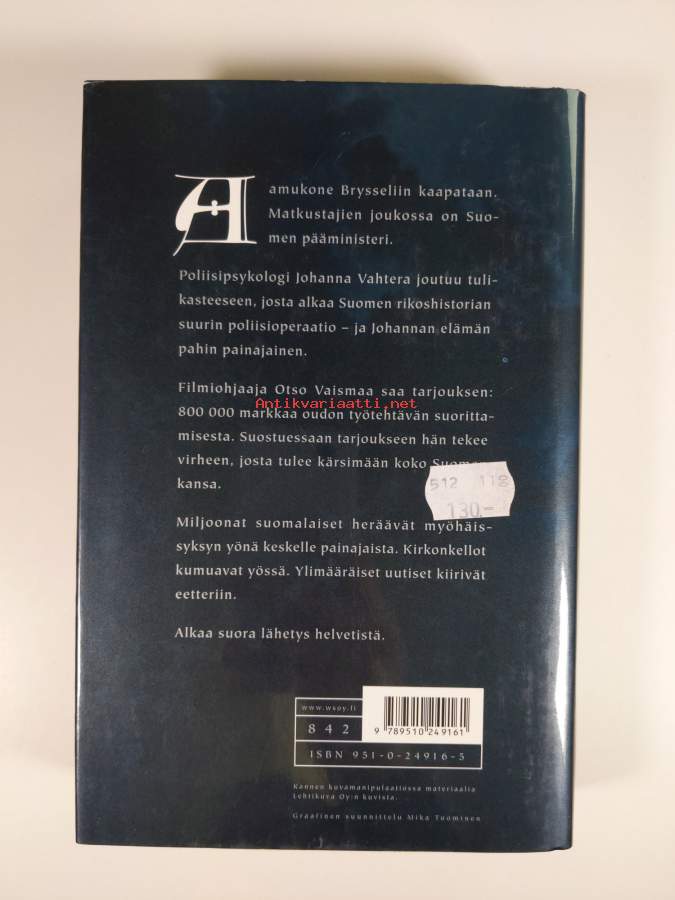 A amukone Brysseliin kaapataan.
Matkustajien joukossa on Suo-
men pääministeri.
Poliisipsykologi Johanna Vahtera joutuu tuli-
kasteeseen, josta alkaa Suomen rikoshistorian
suurin poliisioperaatio – ja Johannan elämän
pahin painajainen.
Filmiohjaaja Otso Vaismaa saa tarjouksen:
Antikvariaatti.net
800 000 markkaa oudon työtehtävän suoritta-
misesta. Suostuessaan tarjoukseen hän tekee
virheen, josta tulee kärsimään koko Suomen
kansa.
512 118
130.-
Miljoonat suomalaiset heräävät myöhäis-
syksyn yönä keskelle painajaista. Kirkonkellot
kumuavat yössä. Ylimääräiset uutiset kiirivät
eetteriin.
Alkaa suora lähetys helvetistä.
www.wsoy.fi
842
9 789510 249161
ISBN 951-0-24916-5
Kannen kuvamanipulaatiossa materiaalia
Lehtikuva Oy:n kuvista.
Graafinen suunnittelu Mika Tuominen